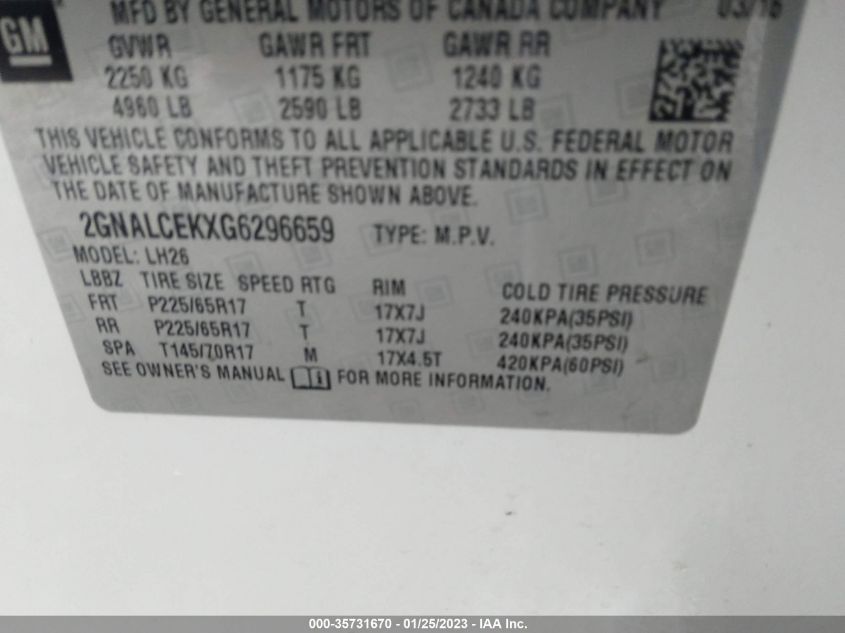 GM
MFD BY GENERAL MOTORS OF CANADA COMPANY 03/16
GVWR GAWR FRT GAWR RR
2250 KG 1175 KG 1240 KG
4960 LB 2590 LB 2733 LB
THIS VEHICLE CONFORMS TO ALL APPLICABLE U.S. FEDERAL MOTOR
VEHICLE SAFETY AND THEFT PREVENTION STANDARDS IN EFFECT ON
THE DATE OF MANUFACTURE SHOWN ABOVE.
2GNALCEKXG6296659 TYPE: M.P.V.
MODEL: LH26
LBBZ TIRE SIZE SPEED RTG RIM COLD TIRE PRESSURE
FRT P225/65R17 T 17X7J 240KPA(35PSI)
RR P225/65R17 T 17X7J 240KPA(35PSI)
SPA T145/70R17 M 17X4.5T 420KPA(60PSI)
SEE OWNER'S MANUAL FOR MORE INFORMATION.
000-35731670 - 01/25/2023 - IAA Inc.